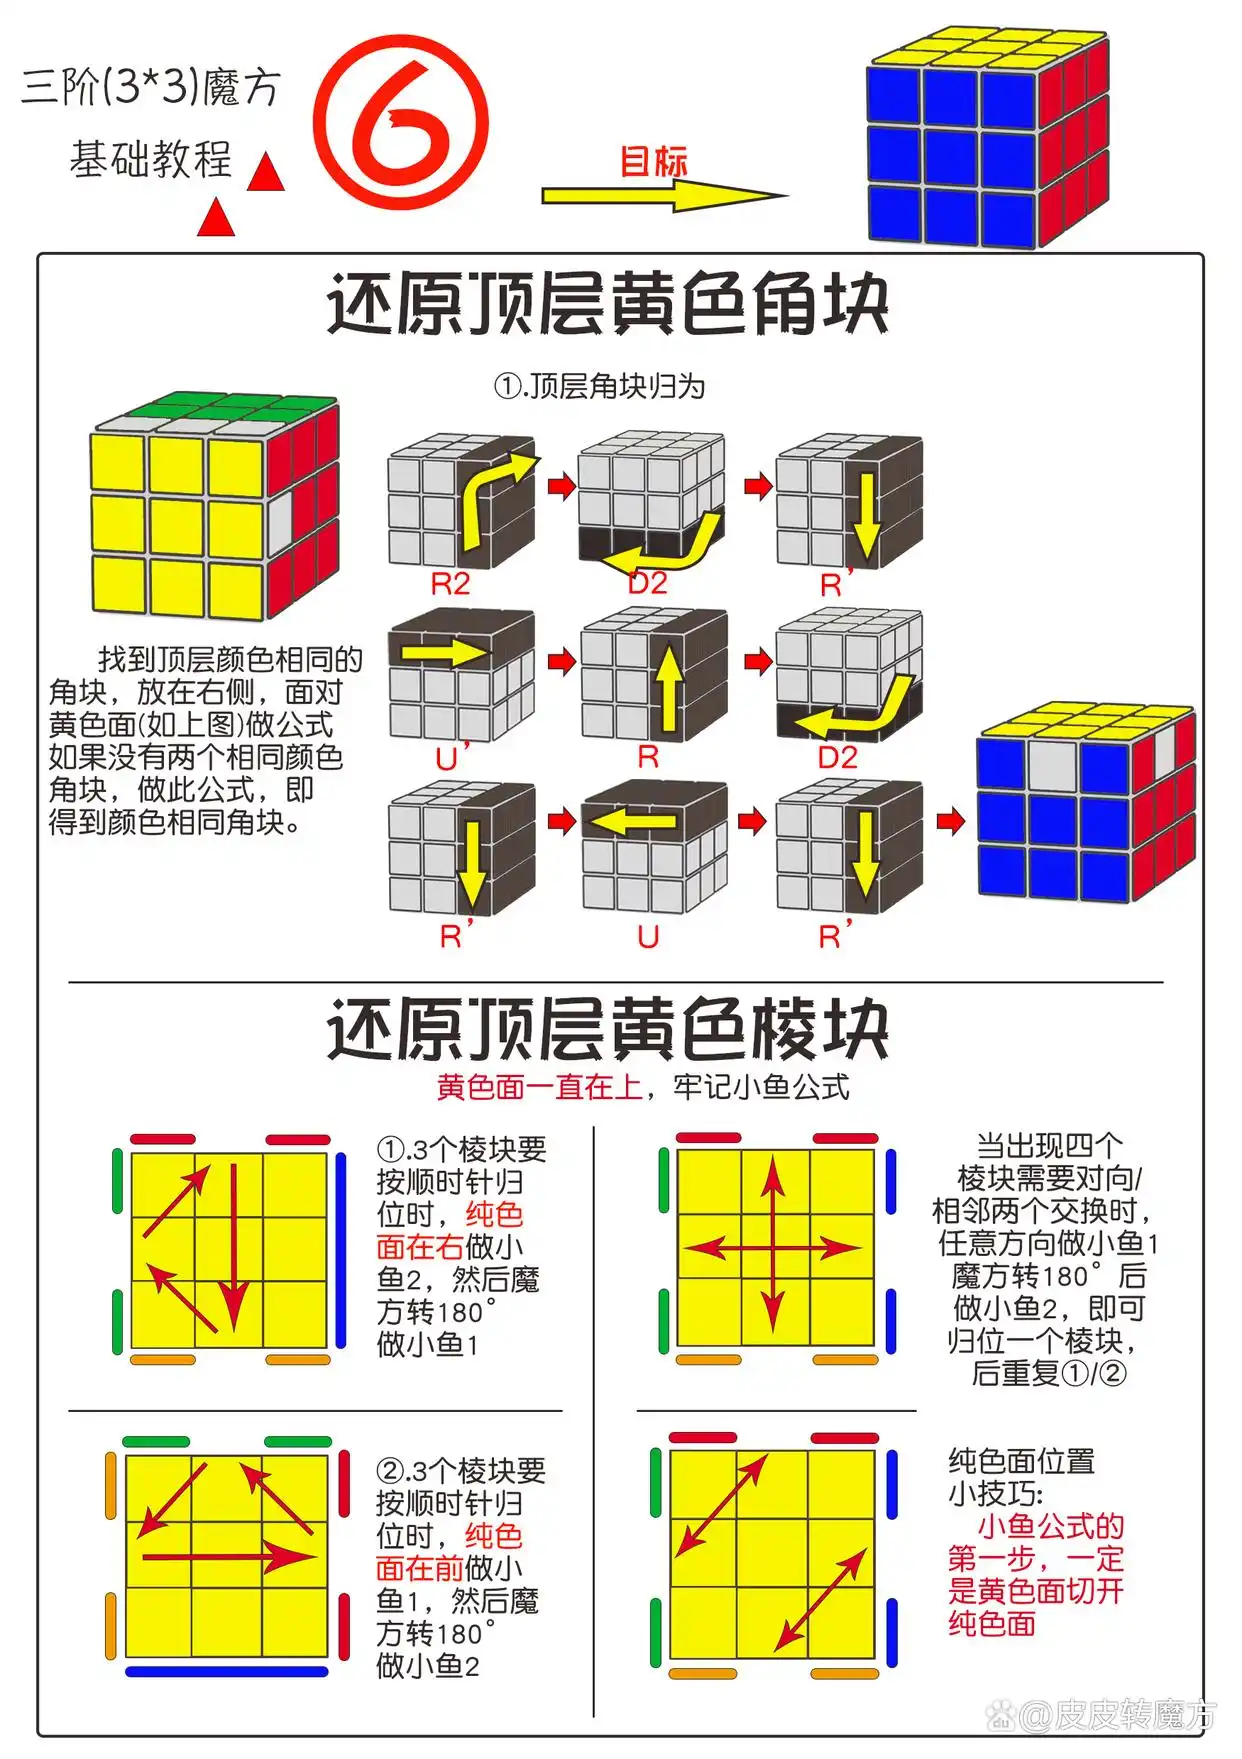 三阶(3*3)魔方
基础教程
6
目标
还原顶层黄色角块
①.顶层角块归为
R2
D2
R’
U’
R
D2
R’
U
R’
找到顶层颜色相同的
角块，放在右侧，面对
黄色面(如上图)做公式
如果没有两个相同颜色
角块，做此公式，即
得到颜色相同角块。
还原顶层黄色棱块
黄色面一直在上，牢记小鱼公式
①.3个棱块要
按顺时针归
位时，纯色
面在右做小
鱼2，然后魔
方转180°
做小鱼1
当出现四个
棱块需要对向/
相邻两个交换时，
任意方向做小鱼1
魔方转180°后
做小鱼2，即可
归位一个棱块，
后重复①/②
②.3个棱块要
按顺时针归
位时，纯色
面在前做小
鱼1，然后魔
方转180°
做小鱼2
纯色面位置
小技巧:
小鱼公式的
第一步，一定
是黄色面切开
纯色面
du @皮皮转魔方